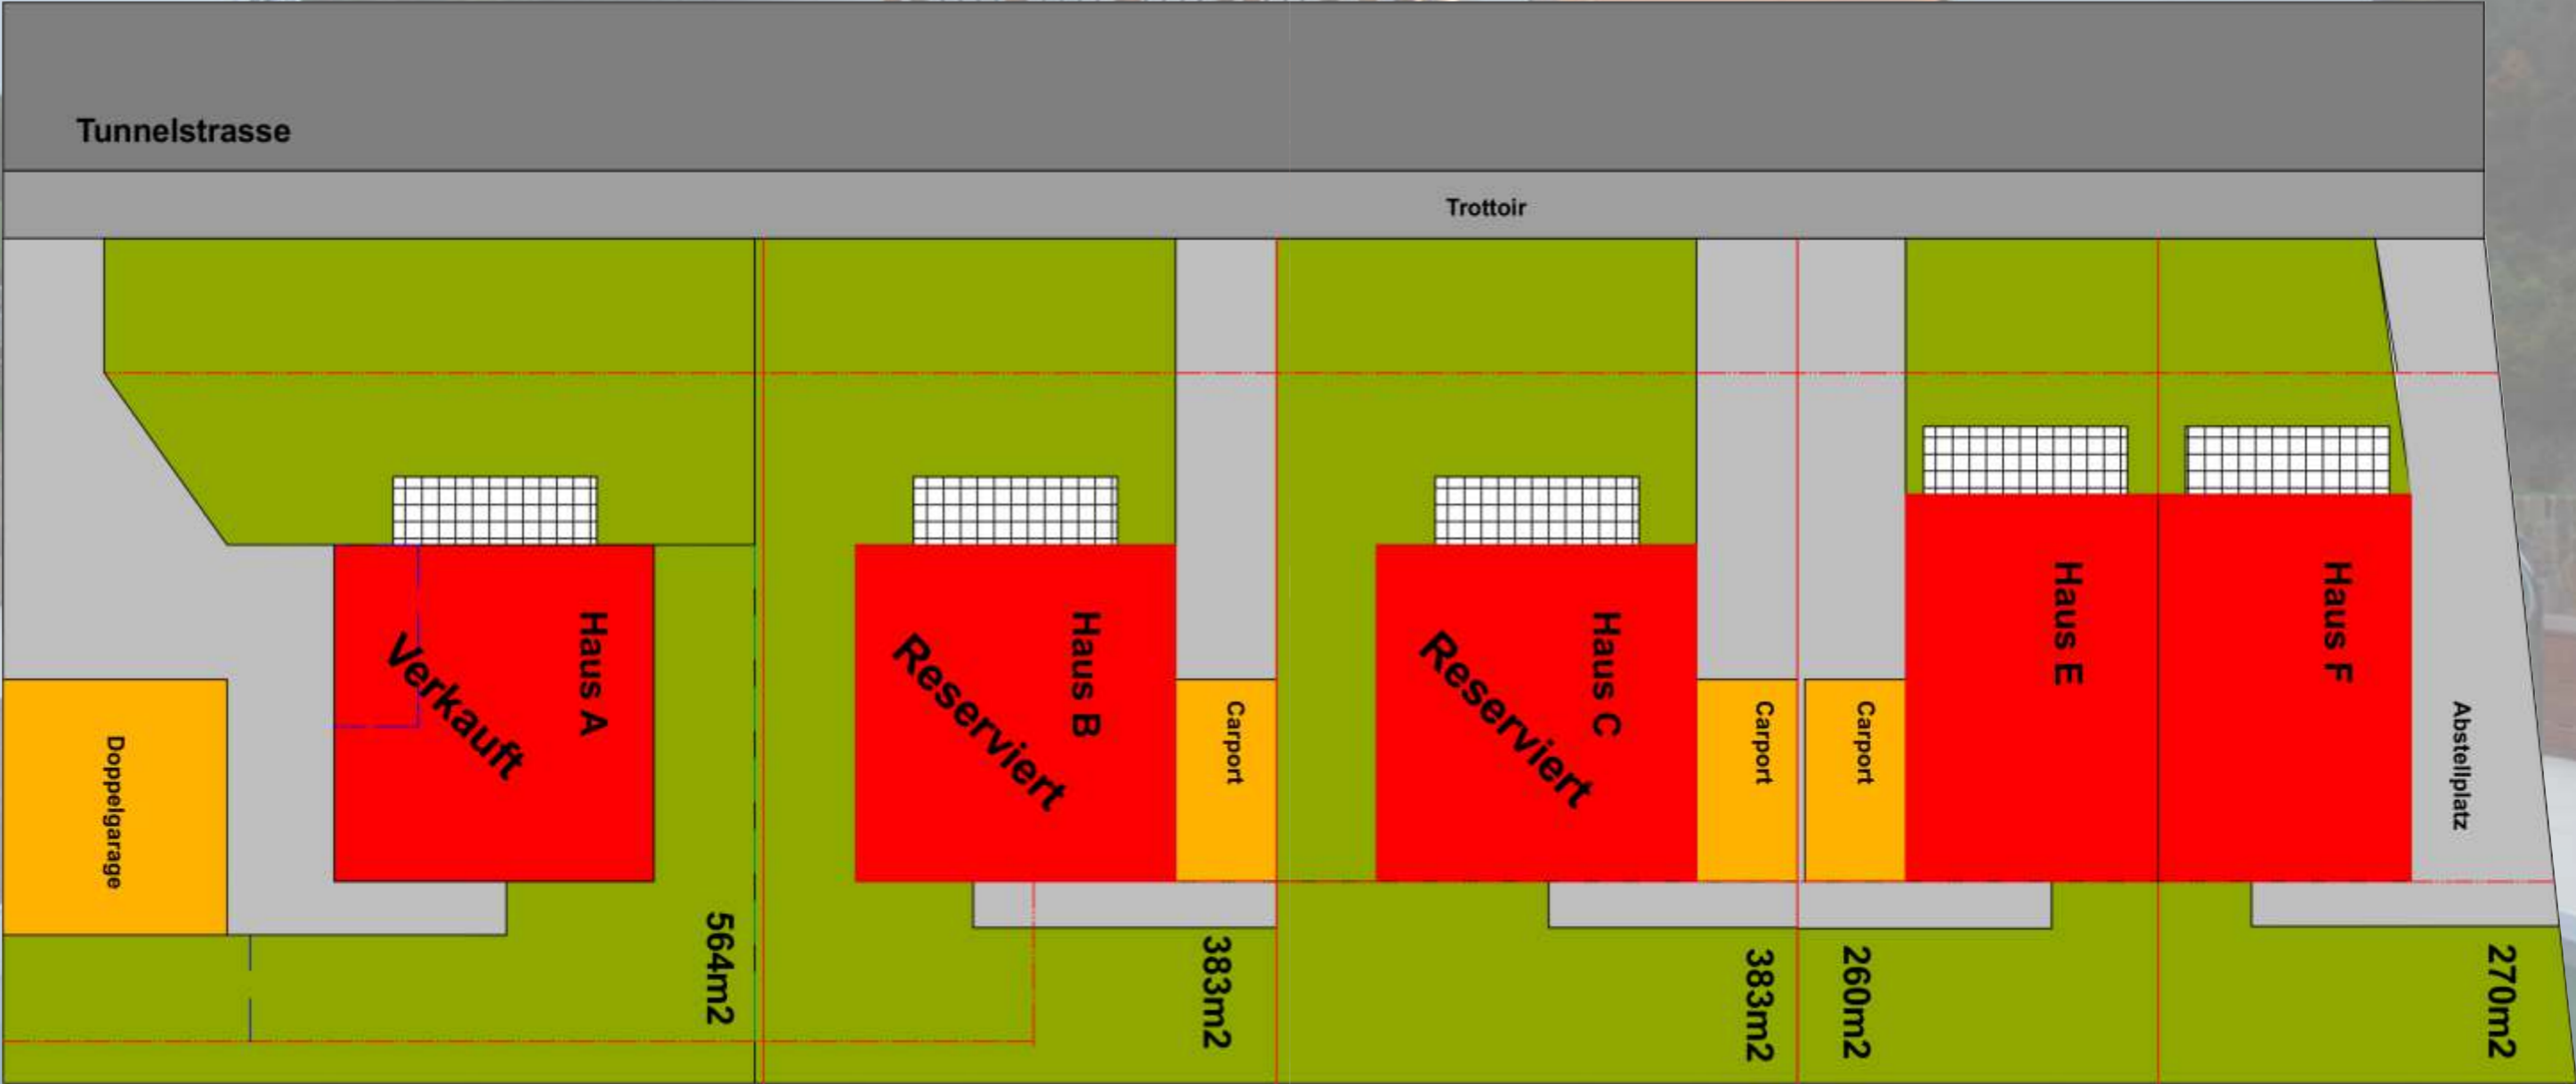 Tunnelstrasse
Trottoir
Haus A
Verkauft
Haus B
Reserviert
Haus C
Reserviert
Haus E
Haus F
Doppelgarage
Carport
Carport
Carport
Abstellplatz
564m2
383m2
383m2
260m2
270m2